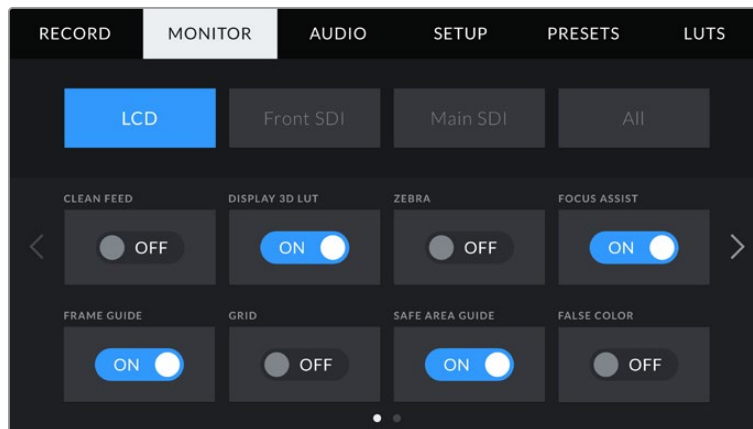 RECORD MONITOR AUDIO SETUP PRESETS LUTS
LCD Front SDI Main SDI All
CLEAN FEED DISPLAY 3D LUT ZEBRA FOCUS ASSIST
OFF ON OFF ON
FRAME GUIDE GRID SAFE AREA GUIDE FALSE COLOR
ON OFF ON OFF